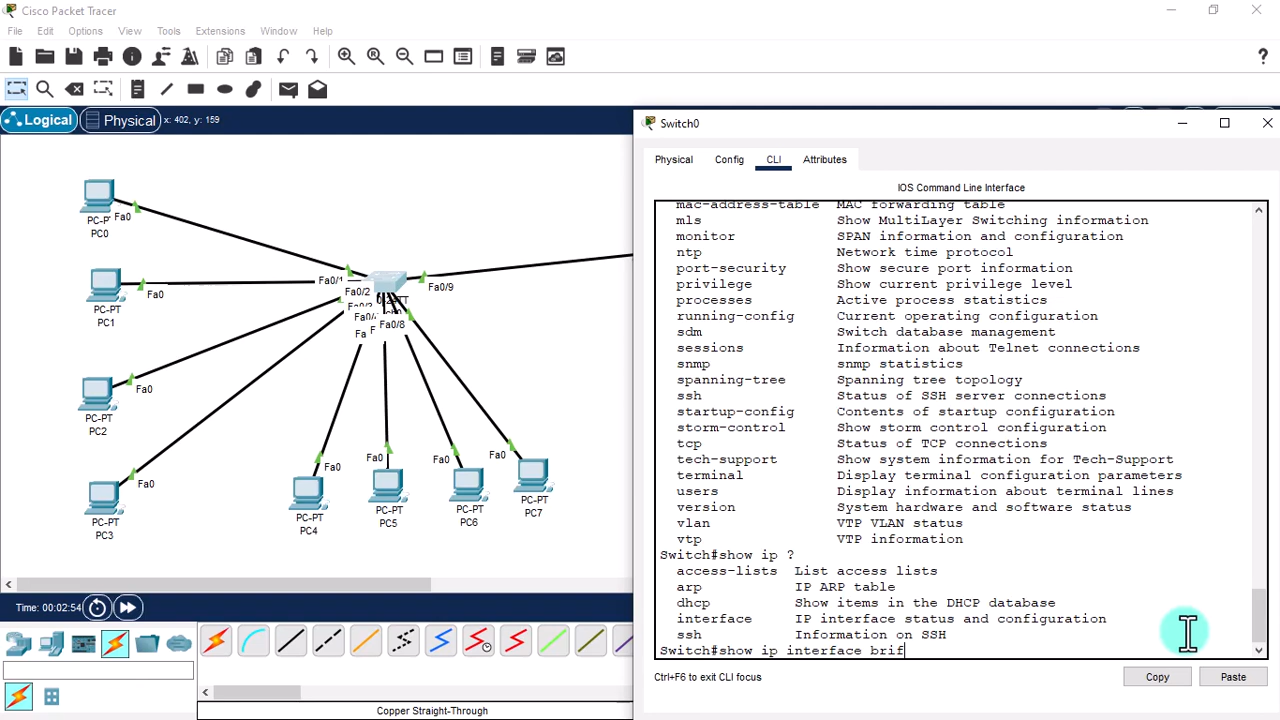 Cisco Packet Tracer
File Edit Options View Tools Extensions Window Help
Logical Physical x: 402, y: 159
Switch0
Physical Config CLI Attributes
IOS Command Line Interface
mac-address-table MAC forwarding table
mls Show MultiLayer Switching information
monitor SPAN information and configuration
ntp Network time protocol
port-security Show secure port information
privilege Show current privilege level
processes Active process statistics
running-config Current operating configuration
sdm Switch database management
sessions Information about Telnet connections
snmp snmp statistics
spanning-tree Spanning tree topology
ssh Status of SSH server connections
startup-config Contents of startup configuration
storm-control Show storm control configuration
tcp Status of TCP connections
tech-support Show system information for Tech-Support
terminal Display terminal configuration parameters
users Display information about terminal lines
version System hardware and software status
vlan VTP VLAN status
vtp VTP information
Switch#show ip ?
access-lists List access lists
arp IP ARP table
dhcp Show items in the DHCP database
interface IP interface status and configuration
ssh Information on SSH
Switch#show ip interface brif
Ctrl+F6 to exit CLI focus
Copy Paste
Fa0
PC0
Fa0/1
Fa0/9
Fa0/2
Fa0
PC-PT
PC1
Fa0/8
Fa0
PC-PT
PC2
Fa0
PC-PT
PC3
Fa0
PC-PT
PC4
Fa0
PC-PT
PC5
Fa0
PC-PT
PC6
Fa0
PC-PT
PC7
Time: 00:02:54
Copper Straight-Through